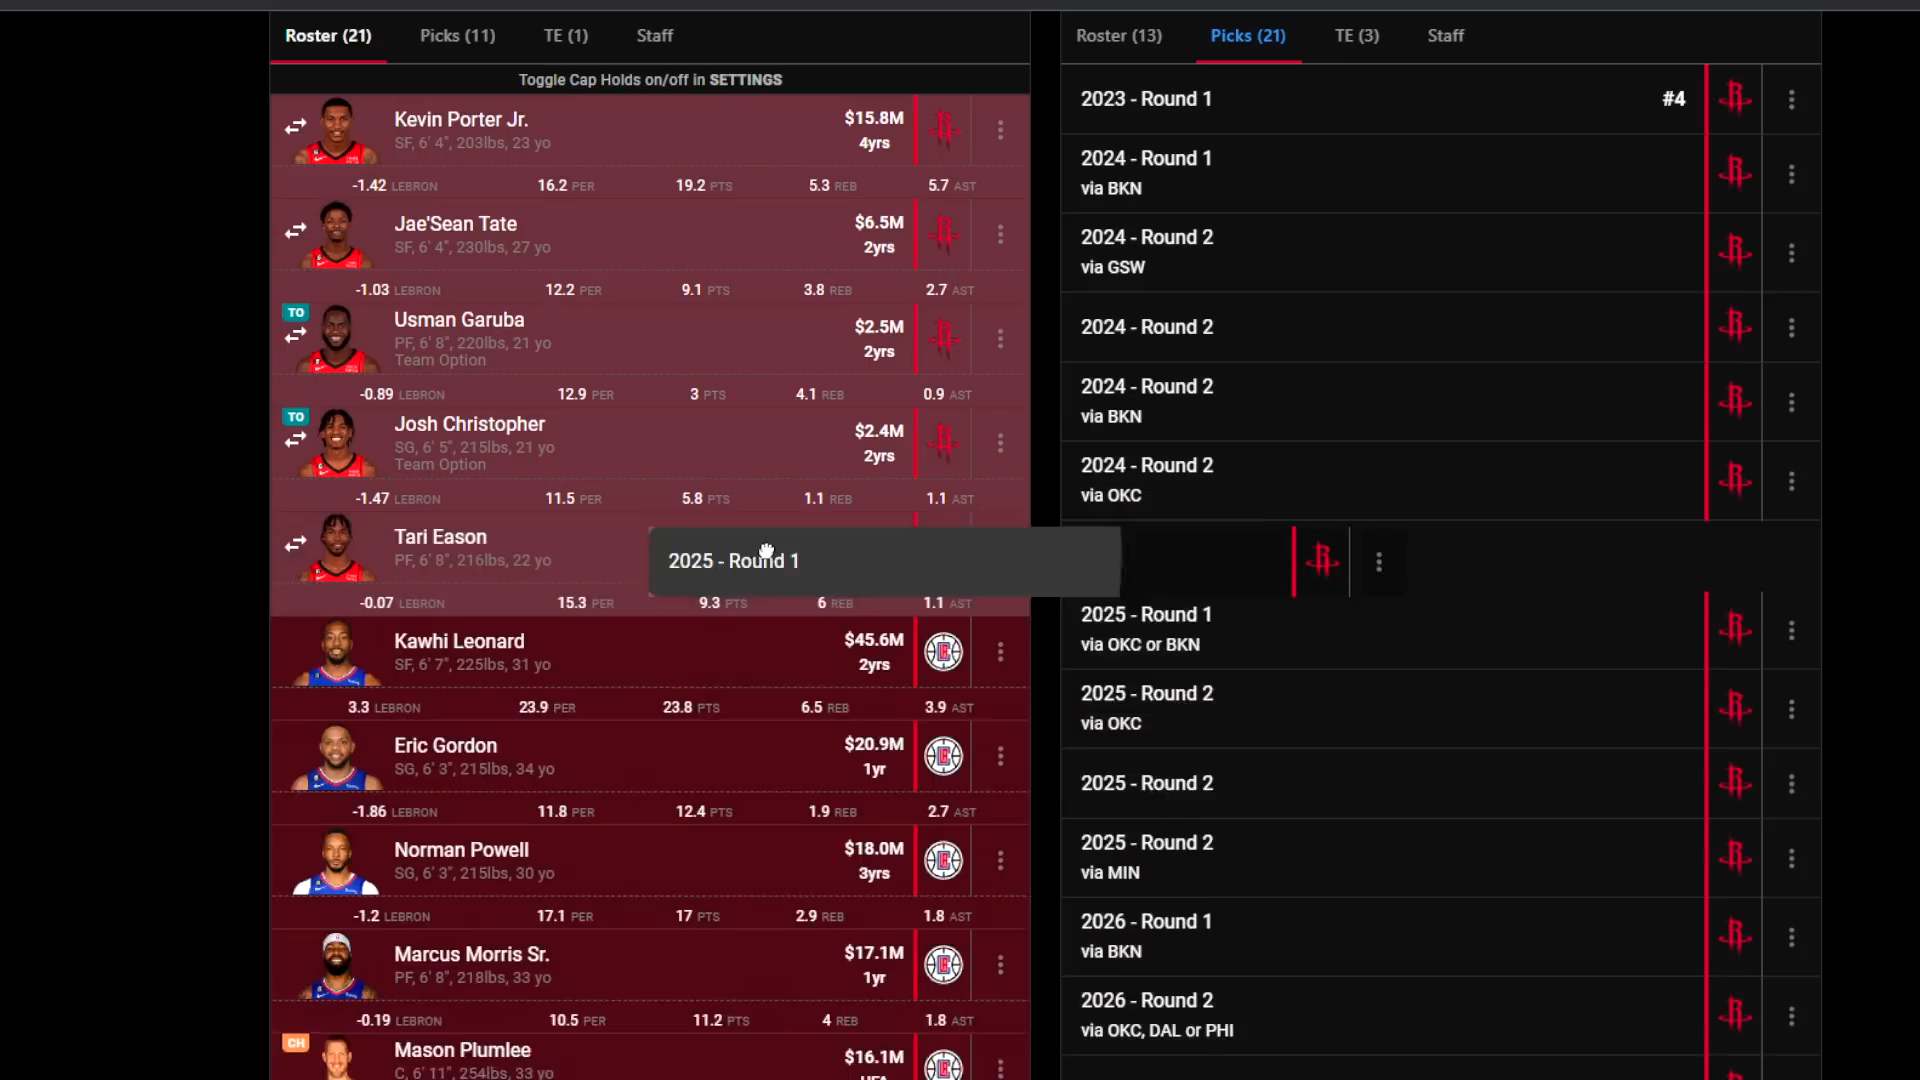 Roster (21)
Picks (11)
TE (1)
Staff
Toggle Cap Holds on/off in SETTINGS
Kevin Porter Jr.
$15.8M
SF, 6' 4", 203lbs, 23 yo
4yrs
-1.42 LEBRON 16.2 PER 19.2 PTS 5.3 REB 5.7 AST
Jae'Sean Tate
$6.5M
SF, 6' 4", 230lbs, 27 yo
2yrs
-1.03 LEBRON 12.2 PER 9.1 PTS 3.8 REB 2.7 AST
TO
Usman Garuba
$2.5M
PF, 6' 8", 220lbs, 21 yo
2yrs
Team Option
-0.89 LEBRON 12.9 PER 3 PTS 4.1 REB 0.9 AST
TO
Josh Christopher
$2.4M
SG, 6' 5", 215lbs, 21 yo
2yrs
Team Option
-1.47 LEBRON 11.5 PER 5.8 PTS 1.1 REB 1.1 AST
Tari Eason
PF, 6' 8", 216lbs, 22 yo
-0.07 LEBRON 15.3 PER 9.3 PTS 6 REB 1.1 AST
Kawhi Leonard
$45.6M
SF, 6' 7", 225lbs, 31 yo
2yrs
3.3 LEBRON 23.9 PER 23.8 PTS 6.5 REB 3.9 AST
Eric Gordon
$20.9M
SG, 6' 3", 215lbs, 34 yo
1yr
-1.86 LEBRON 11.8 PER 12.4 PTS 1.9 REB 2.7 AST
Norman Powell
$18.0M
SG, 6' 3", 215lbs, 30 yo
3yrs
-1.2 LEBRON 17.1 PER 17 PTS 2.9 REB 1.8 AST
Marcus Morris Sr.
$17.1M
PF, 6' 8", 218lbs, 33 yo
1yr
-0.19 LEBRON 10.5 PER 11.2 PTS 4 REB 1.8 AST
CH
Mason Plumlee
$16.1M
C, 6' 11", 254lbs, 33 yo
UFA
Roster (13)
Picks (21)
TE (3)
Staff
2023 - Round 1
#4
2024 - Round 1
via BKN
2024 - Round 2
via GSW
2024 - Round 2
2024 - Round 2
via BKN
2024 - Round 2
via OKC
2025 - Round 1
2025 - Round 1
via OKC or BKN
2025 - Round 2
via OKC
2025 - Round 2
2025 - Round 2
via MIN
2026 - Round 1
via BKN
2026 - Round 2
via OKC, DAL or PHI